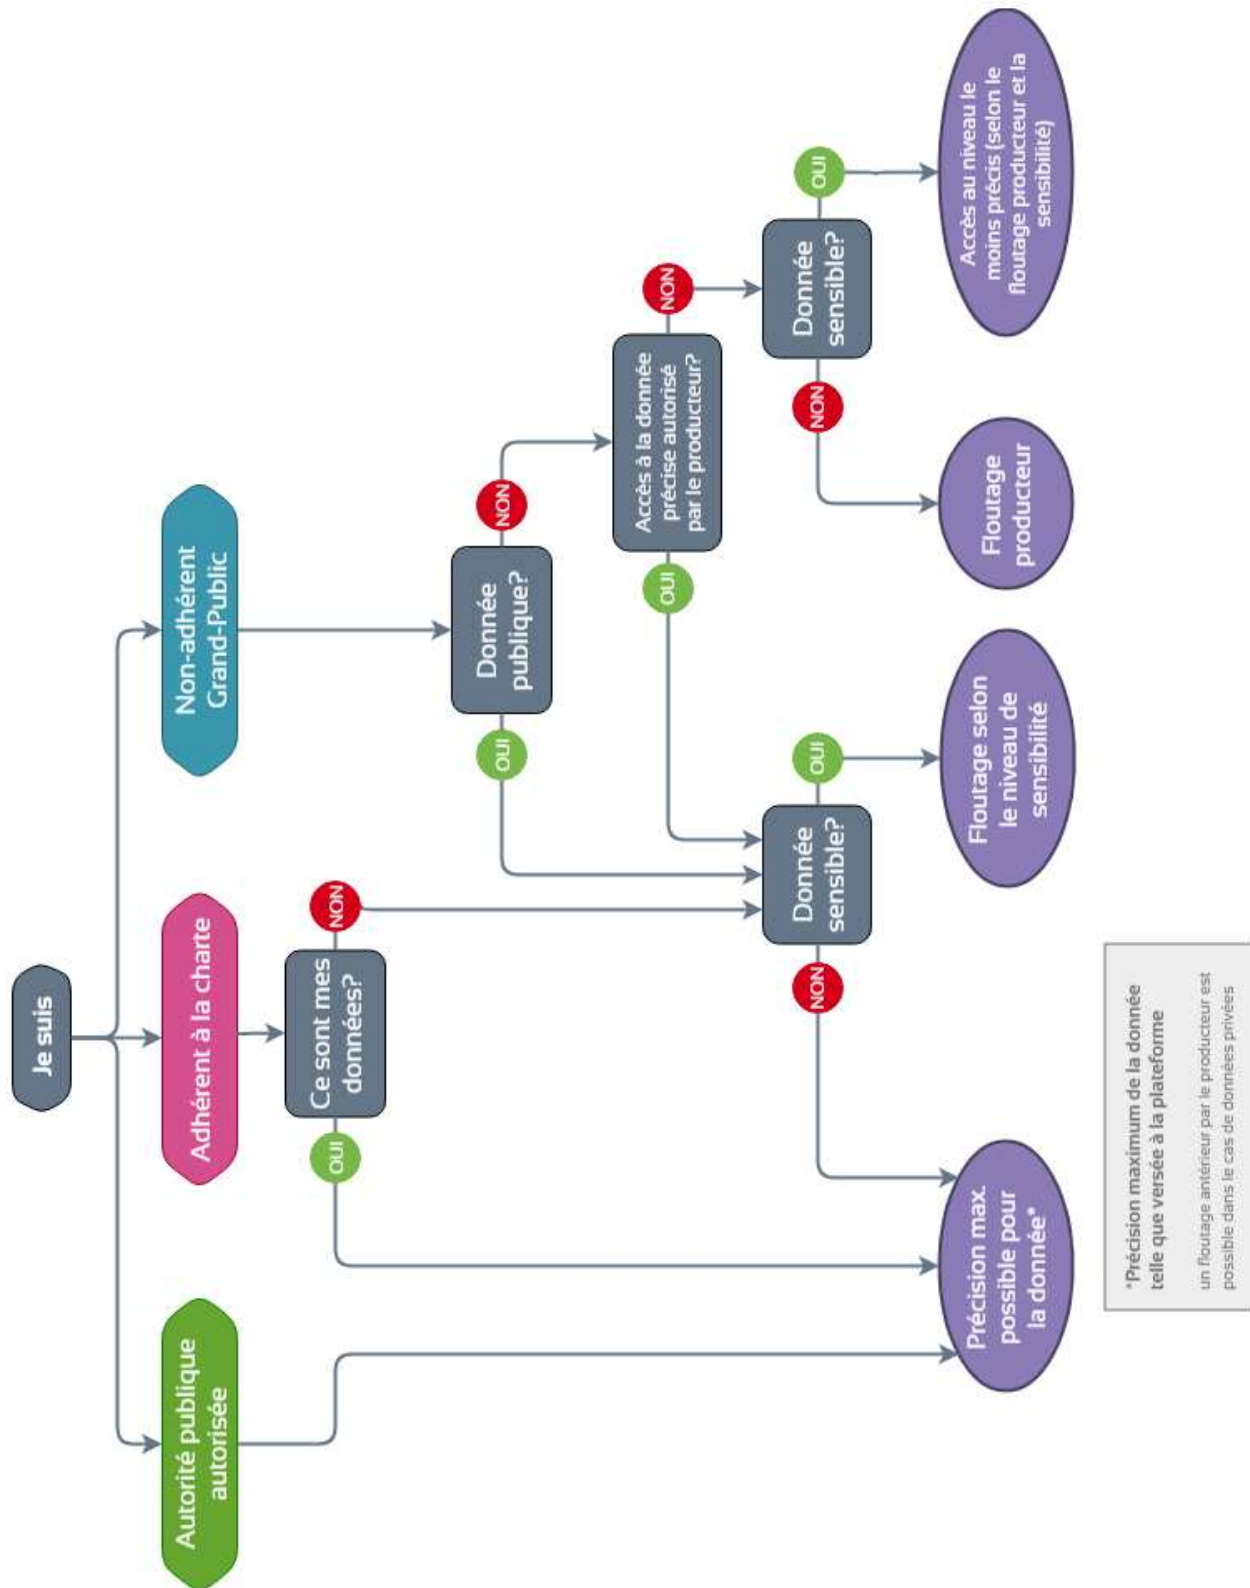 Je suis
Autorité publique
autorisée
Adhérent à la charte
Non-adhérent
Grand-Public
Ce sont mes
données?
OUI
NON
Donnée
publique?
OUI
NON
Accès à la donnée
précise autorisé
par le producteur?
OUI
NON
Donnée
sensible?
NON
OUI
Donnée
sensible?
NON
OUI
Précision max.
possible pour
la donnée*
Floutage selon
le niveau de
sensibilité
Floutage
producteur
Accès au niveau le
moins précis (selon le
floutage producteur et la
sensibilité)
*Précision maximum de la donnée
telle que versée à la plateforme
un floutage antérieur par le producteur est
possible dans le cas de données privées